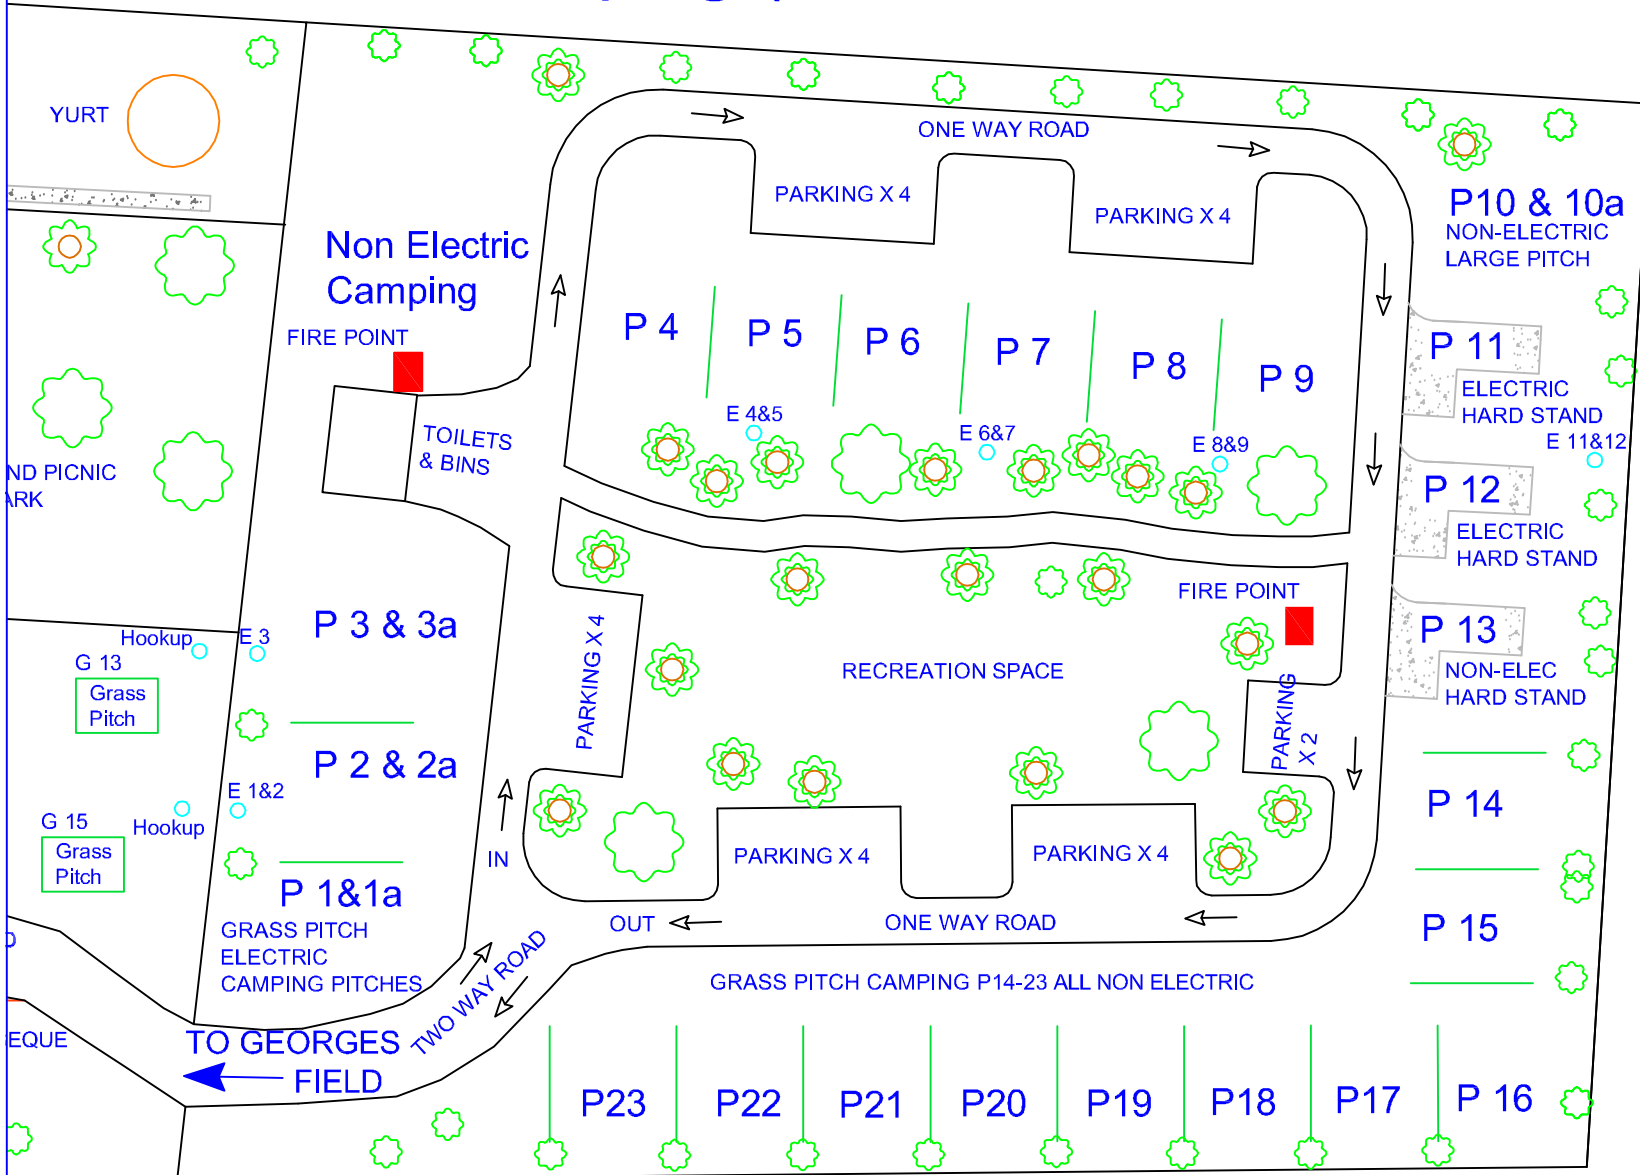 YURT
ONE WAY ROAD
PARKING X 4
PARKING X 4
P10 & 10a
NON-ELECTRIC
LARGE PITCH
Non Electric
Camping
FIRE POINT
P 4
P 5
P 6
P 7
P 8
P 9
P 11
ELECTRIC
HARD STAND
E 4&5
E 6&7
E 8&9
E 11&12
TOILETS
& BINS
ND PICNIC
ARK
P 12
ELECTRIC
HARD STAND
FIRE POINT
P 3 & 3a
Hookup
E 3
G 13
Grass
Pitch
PARKING X 4
RECREATION SPACE
P 13
NON-ELEC
HARD STAND
PARKING
X 2
P 2 & 2a
E 1&2
Hookup
G 15
Grass
Pitch
P 14
IN
PARKING X 4
PARKING X 4
P 1&1a
GRASS PITCH
ELECTRIC
CAMPING PITCHES
OUT
ONE WAY ROAD
P 15
TWO WAY ROAD
GRASS PITCH CAMPING P14-23 ALL NON ELECTRIC
EQUE
TO GEORGES
FIELD
P23
P22
P21
P20
P19
P18
P17
P 16